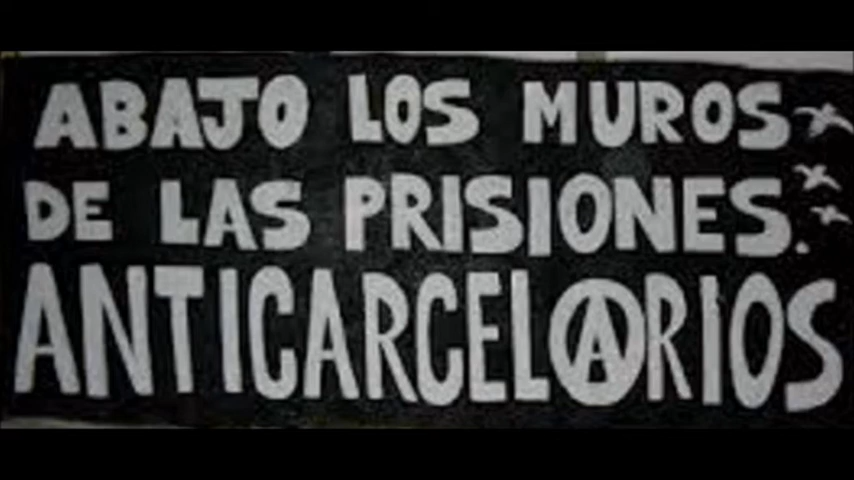 ABAJO LOS MUROS
DE LAS PRISIONES.
ANTICARCELⒶRIOS